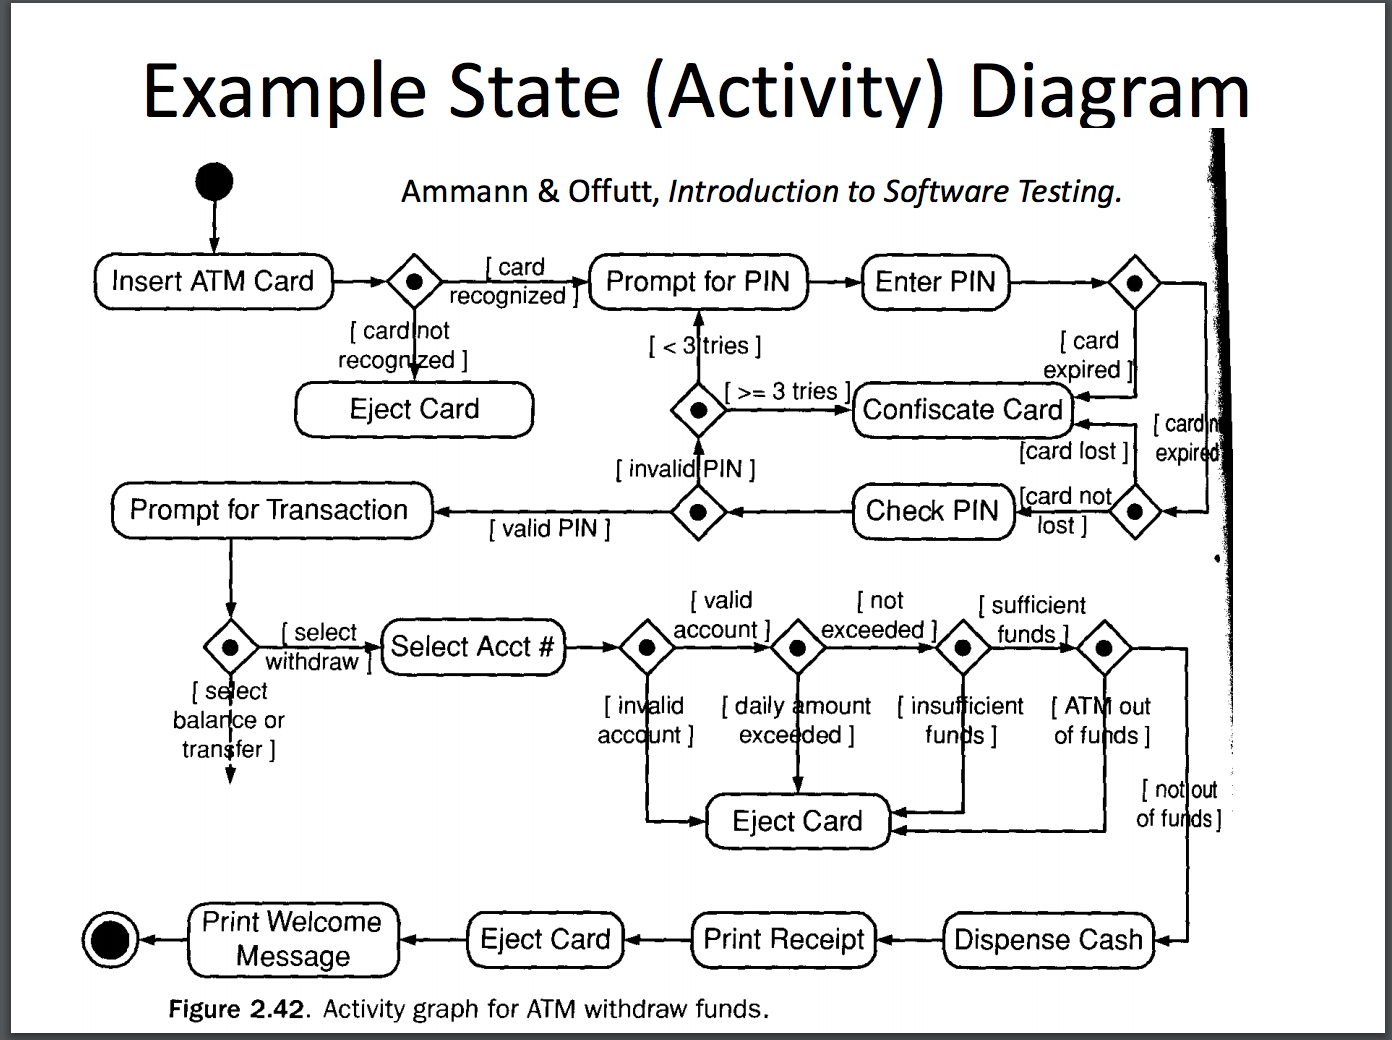 Example State (Activity) Diagram
Ammann & Offutt, Introduction to Software Testing.
Insert ATM Card
[ card
recognized ]
Prompt for PIN
Enter PIN
[ card not
recognized ]
[ < 3 tries ]
[ card
expired ]
Eject Card
[ >= 3 tries ]
Confiscate Card
[ card
expired
[card lost ]
[ invalid PIN ]
Prompt for Transaction
[ valid PIN ]
Check PIN
[card not
lost ]
[ select
withdraw ]
Select Acct #
[ valid
account ]
[ not
exceeded ]
[ sufficient
funds ]
[ select
balance or
transfer ]
[ invalid
account ]
[ daily amount
exceeded ]
[ insufficient
funds ]
[ ATM out
of funds ]
[ not out
of funds ]
Eject Card
Print Welcome
Message
Eject Card
Print Receipt
Dispense Cash
Figure 2.42. Activity graph for ATM withdraw funds.